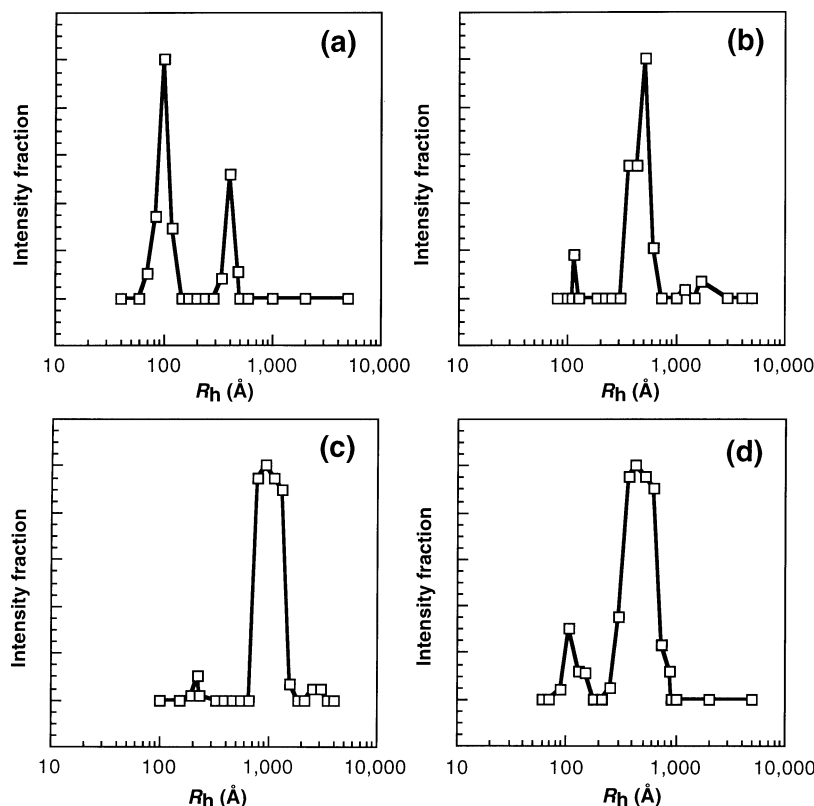 (a)
Intensity fraction
10 100 1,000 10,000
Rh (Å)
(b)
Intensity fraction
10 100 1,000 10,000
Rh (Å)
(c)
Intensity fraction
10 100 1,000 10,000
Rh (Å)
(d)
Intensity fraction
10 100 1,000 10,000
Rh (Å)